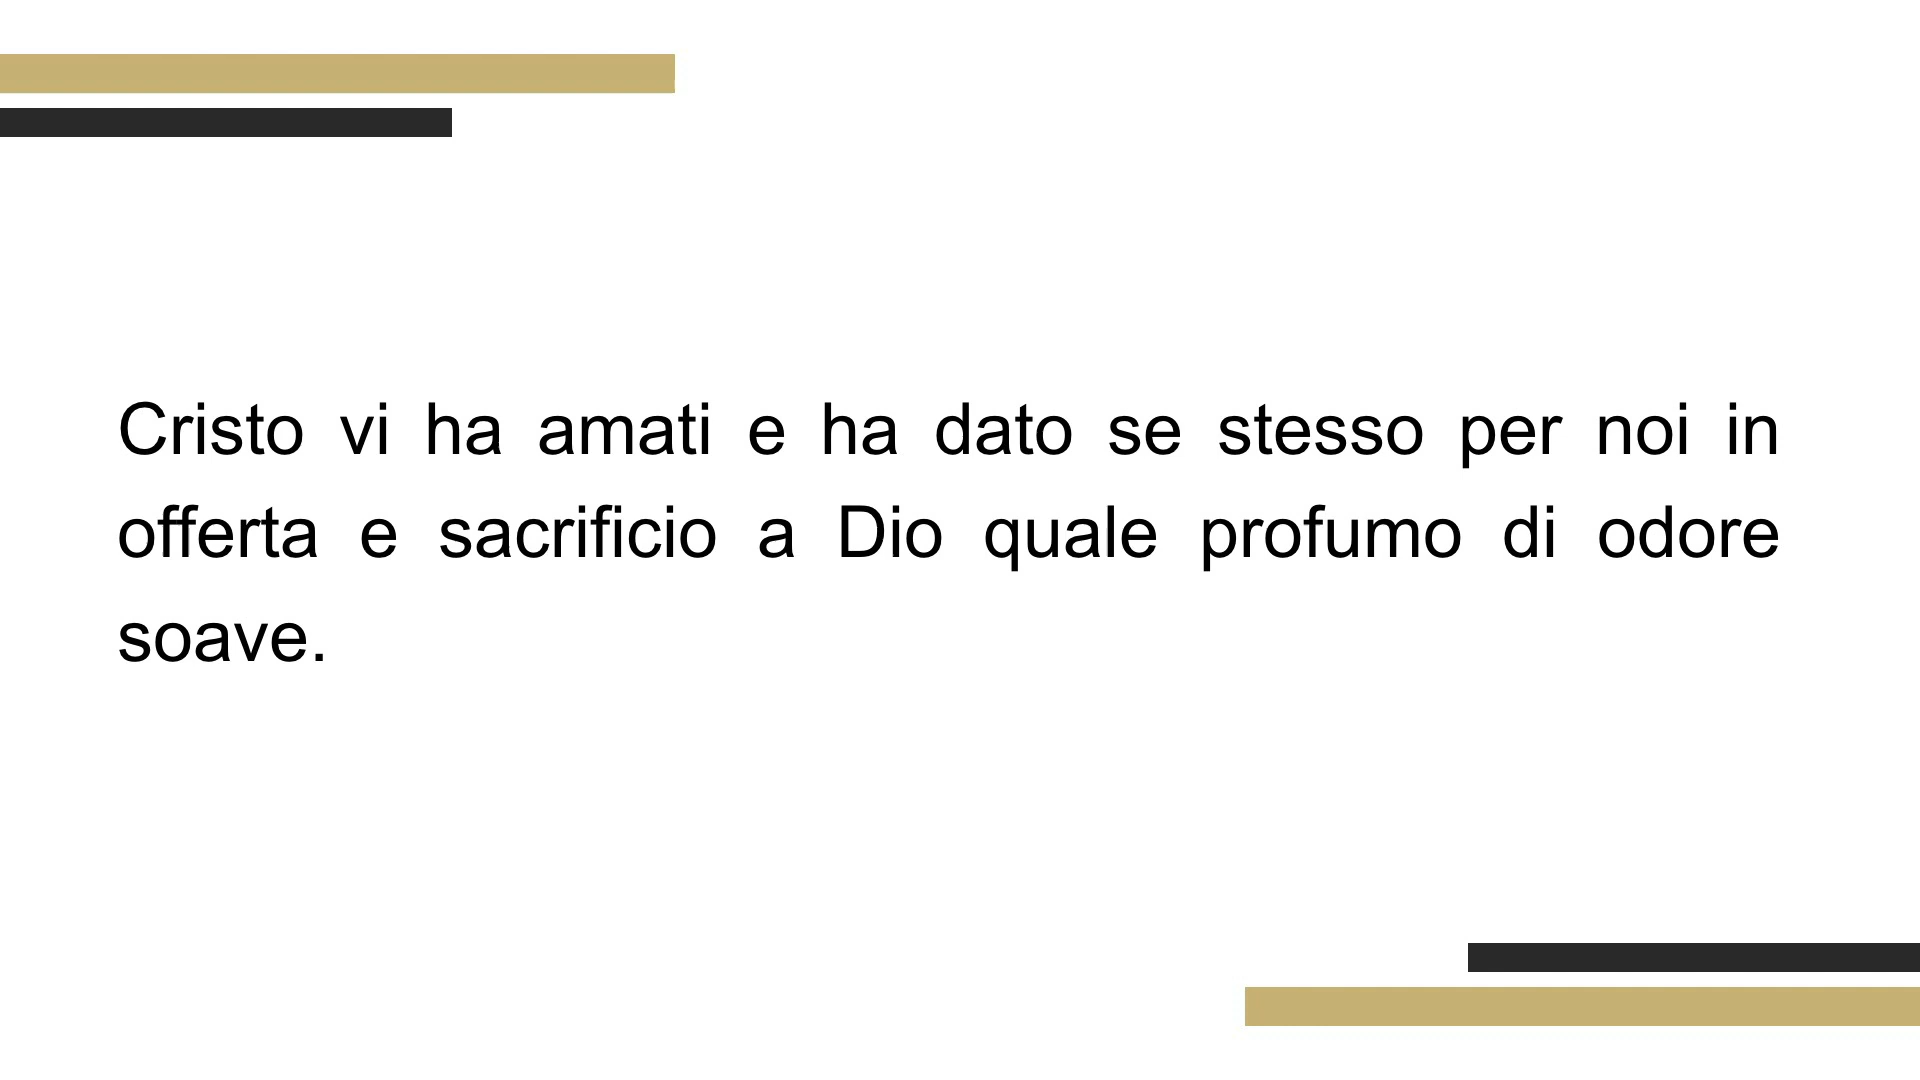 Cristo vi ha amati e ha dato se stesso per noi in
offerta e sacrificio a Dio quale profumo di odore
soave.